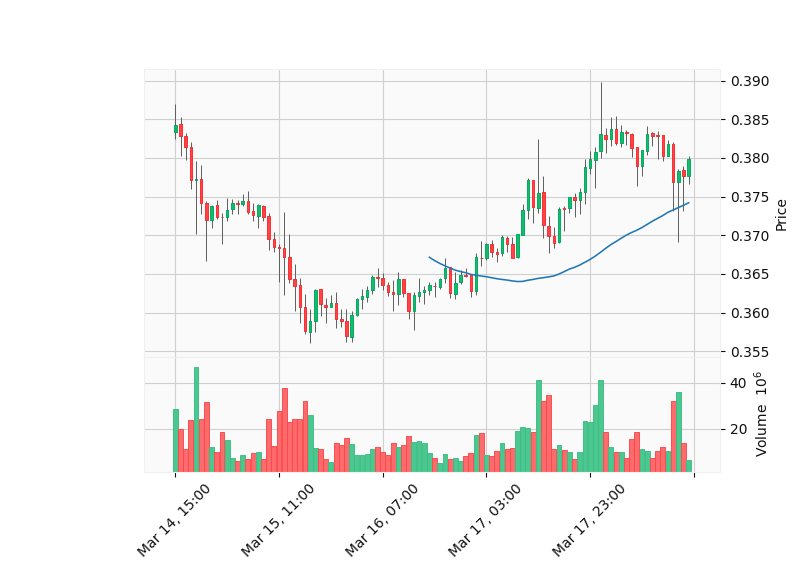 0.390
0.385
0.380
0.375
0.370
0.365
0.360
0.355
Price
40
20
Volume 10^6
Mar 14, 15:00
Mar 15, 11:00
Mar 16, 07:00
Mar 17, 03:00
Mar 17, 23:00